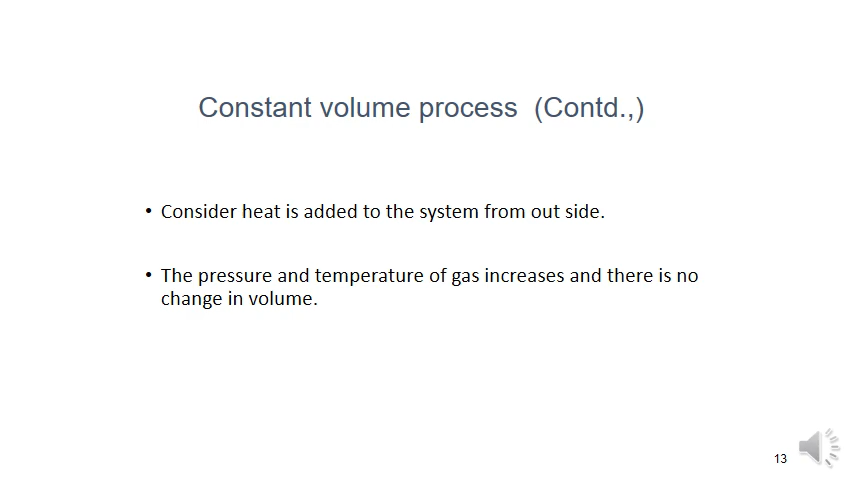 Constant volume process (Contd.,)
• Consider heat is added to the system from out side.
• The pressure and temperature of gas increases and there is no
change in volume.
13